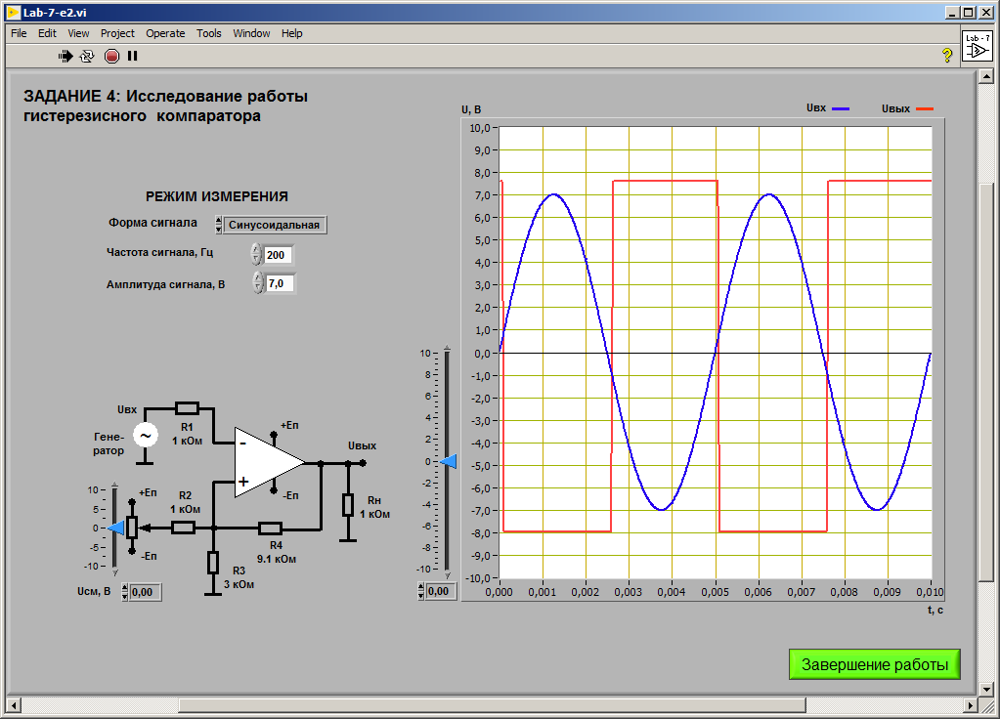 Lab-7-e2.vi
File Edit View Project Operate Tools Window Help
Lab - 7
ЗАДАНИЕ 4: Исследование работы
гистерезисного компаратора
РЕЖИМ ИЗМЕРЕНИЯ
Форма сигнала Синусоидальная
Частота сигнала, Гц 200
Амплитуда сигнала, В 7,0
Uвх
Гене-
ратор
~
R1
1 кОм
-
+
+Eп
-Eп
Uвых
Rн
1 кОм
R2
1 кОм
R4
9.1 кОм
R3
3 кОм
+Eп
-Eп
10
5
0
-5
-10
Uсм, В 0,00
10
8
6
4
2
0
-2
-4
-6
-8
-10
0,00
U, В
Uвх Uвых
10,0
9,0
8,0
7,0
6,0
5,0
4,0
3,0
2,0
1,0
0,0
-1,0
-2,0
-3,0
-4,0
-5,0
-6,0
-7,0
-8,0
-9,0
-10,0
0,000 0,001 0,002 0,003 0,004 0,005 0,006 0,007 0,008 0,009 0,010
t, с
Завершение работы